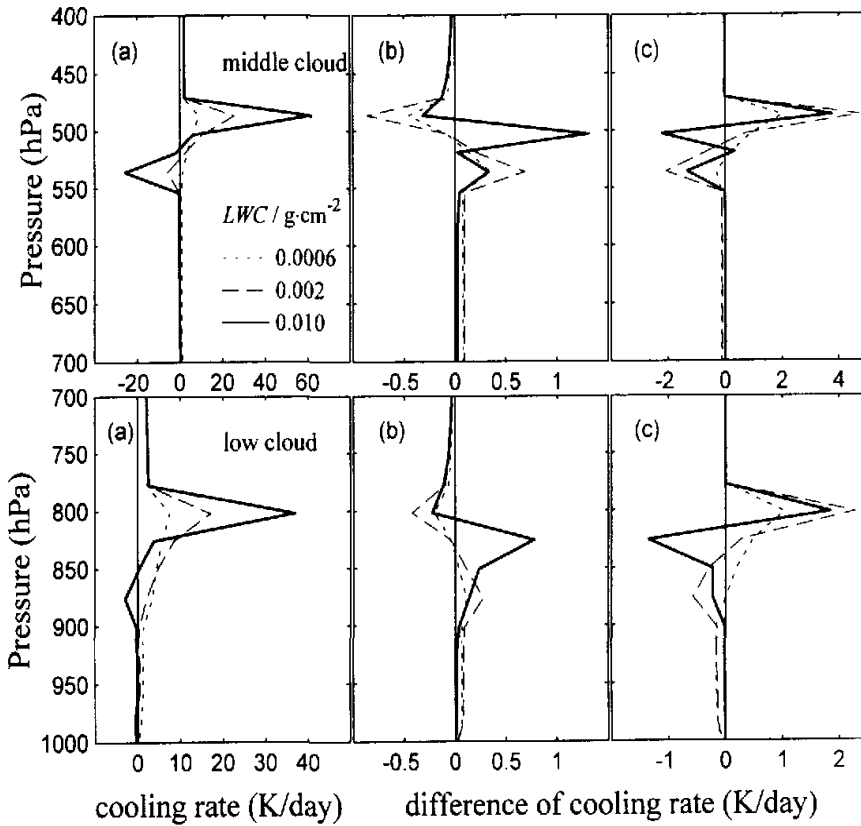 400
450
500
550
600
650
700
Pressure (hPa)
(a)
middle cloud
LWC / g·cm-2
0.0006
0.002
0.010
(b)
(c)
-20 0 20 40 60
-0.5 0 0.5 1
-2 0 2 4
700
750
800
850
900
950
1000
Pressure (hPa)
(a)
low cloud
(b)
(c)
0 10 20 30 40
-0.5 0 0.5 1
-1 0 1 2
cooling rate (K/day)
difference of cooling rate (K/day)